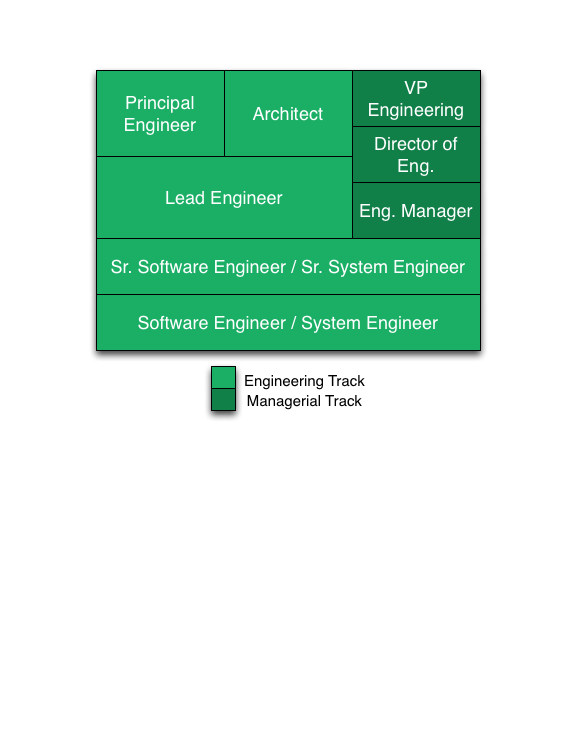 Principal
Engineer
Architect
VP
Engineering
Director of
Eng.
Lead Engineer
Eng. Manager
Sr. Software Engineer / Sr. System Engineer
Software Engineer / System Engineer
Engineering Track
Managerial Track